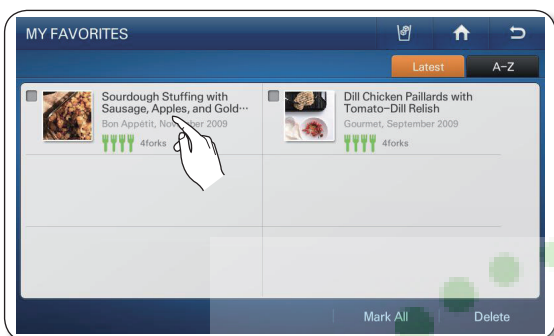 MY FAVORITES
Latest
A-Z
Sourdough Stuffing with
Sausage, Apples, and Gold…
Bon Appétit, November 2009
4forks
Dill Chicken Paillards with
Tomato-Dill Relish
Gourmet, September 2009
4forks
Mark All
Delete